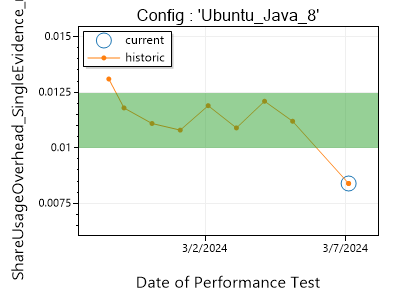 Config : 'Ubuntu_Java_8'
current
historic
0.015
0.0125
0.01
0.0075
ShareUsageOverhead_SingleEvidence_
3/2/2024
3/7/2024
Date of Performance Test